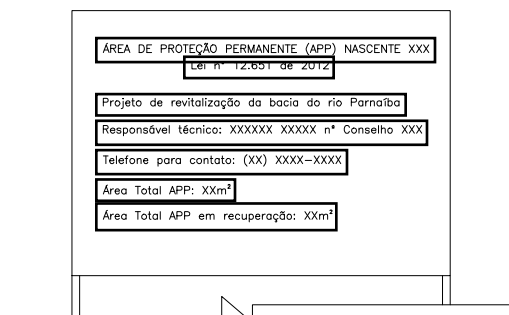 ÁREA DE PROTEÇÃO PERMANENTE (APP) NASCENTE XXX
Lei n° 12.651 de 2012
Projeto de revitalização da bacia do rio Parnaíba
Responsável técnico: XXXXXX XXXXX n° Conselho XXX
Telefone para contato: (XX) XXXX-XXXX
Área Total APP: XXm²
Área Total APP em recuperação: XXm²